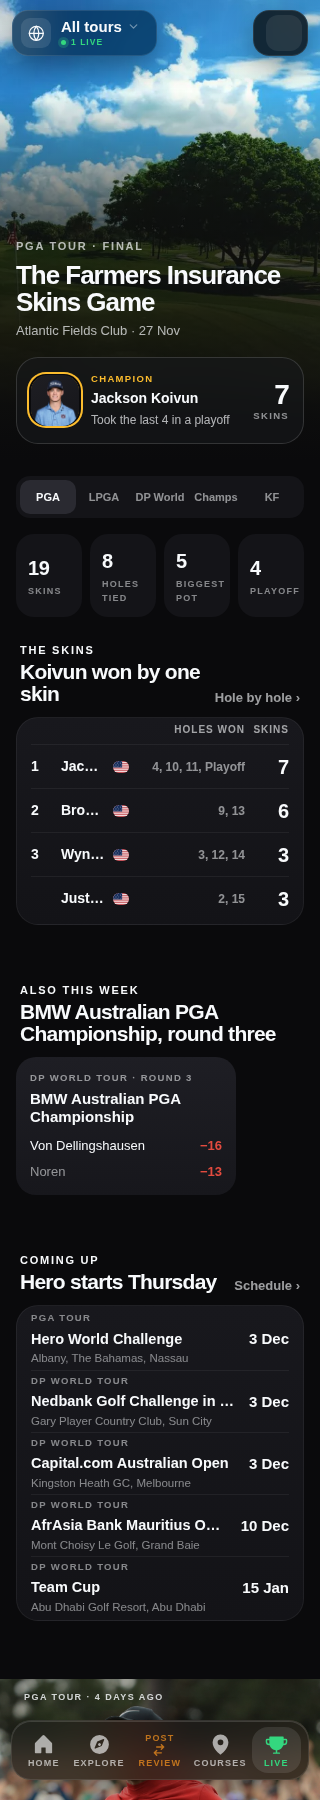 All tours
1 LIVE
PGA TOUR · FINAL
The Farmers Insurance
Skins Game
Atlantic Fields Club · 27 Nov
CHAMPION
Jackson Koivun
Took the last 4 in a playoff
7
SKINS
PGA LPGA DP World Champs KF
19
SKINS
8
HOLES
TIED
5
BIGGEST
POT
4
PLAYOFF
THE SKINS
Koivun won by one
skin
Hole by hole ›
HOLES WON SKINS
1 Jac... 4, 10, 11, Playoff 7
2 Bro... 9, 13 6
3 Wyn... 3, 12, 14 3
Just... 2, 15 3
ALSO THIS WEEK
BMW Australian PGA
Championship, round three
DP WORLD TOUR · ROUND 3
BMW Australian PGA
Championship
Von Dellingshausen −16
Noren −13
COMING UP
Hero starts Thursday
Schedule ›
PGA TOUR
Hero World Challenge 3 Dec
Albany, The Bahamas, Nassau
DP WORLD TOUR
Nedbank Golf Challenge in ... 3 Dec
Gary Player Country Club, Sun City
DP WORLD TOUR
Capital.com Australian Open 3 Dec
Kingston Heath GC, Melbourne
DP WORLD TOUR
AfrAsia Bank Mauritius O... 10 Dec
Mont Choisy Le Golf, Grand Baie
DP WORLD TOUR
Team Cup 15 Jan
Abu Dhabi Golf Resort, Abu Dhabi
PGA TOUR · 4 DAYS AGO
HOME
EXPLORE
POST
REVIEW
COURSES
LIVE